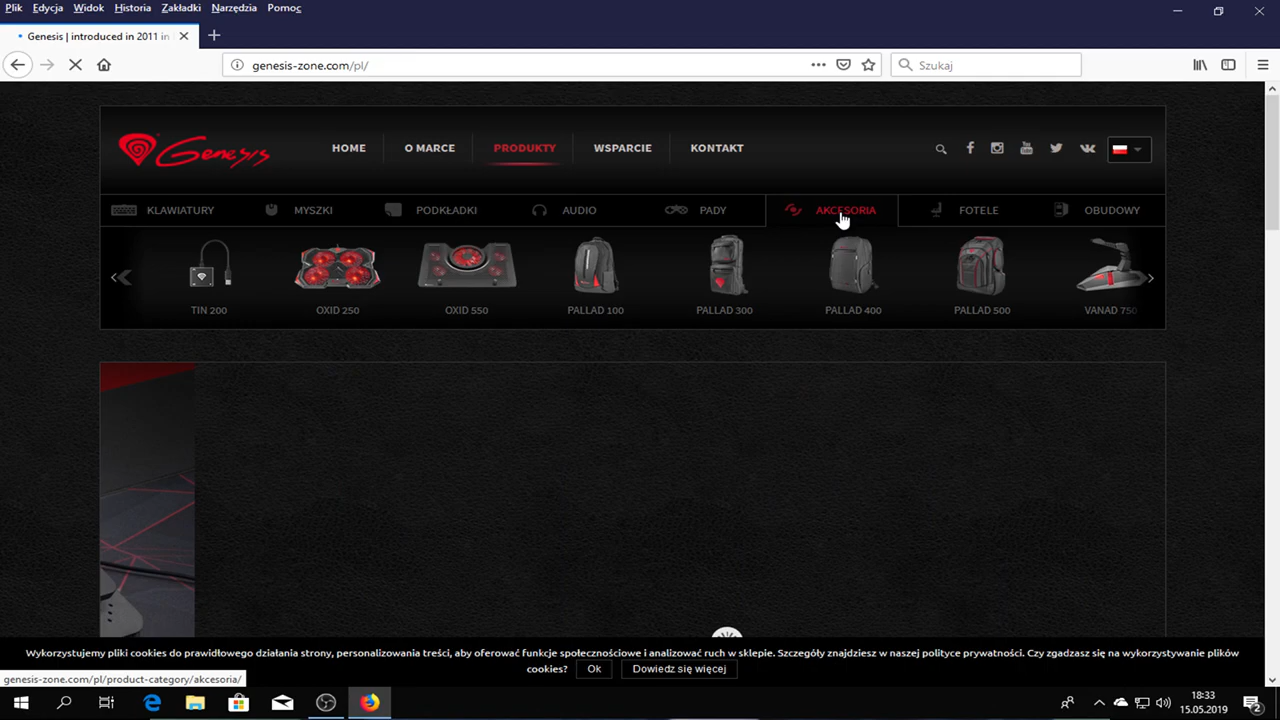 Plik Edycja Widok Historia Zakładki Narzędzia Pomoc
Genesis | introduced in 2011 in
genesis-zone.com/pl/
Szukaj
Genesis
HOME O MARCE PRODUKTY WSPARCIE KONTAKT
KLAWIATURY MYSZKI PODKŁADKI AUDIO PADY AKCESORIA FOTELE OBUDOWY
TIN 200 OXID 250 OXID 550 PALLAD 100 PALLAD 300 PALLAD 400 PALLAD 500 VANAD 750
Wykorzystujemy pliki cookies do prawidłowego działania strony, personalizowania treści, aby oferować funkcje społecznościowe i analizować ruch w sklepie. Szczegóły znajdziesz w naszej polityce prywatności. Czy zgadzasz się na wykorzystywanie plików
cookies? Ok Dowiedz się więcej
genesis-zone.com/pl/product-category/akcesoria/
18:33
15.05.2019
2